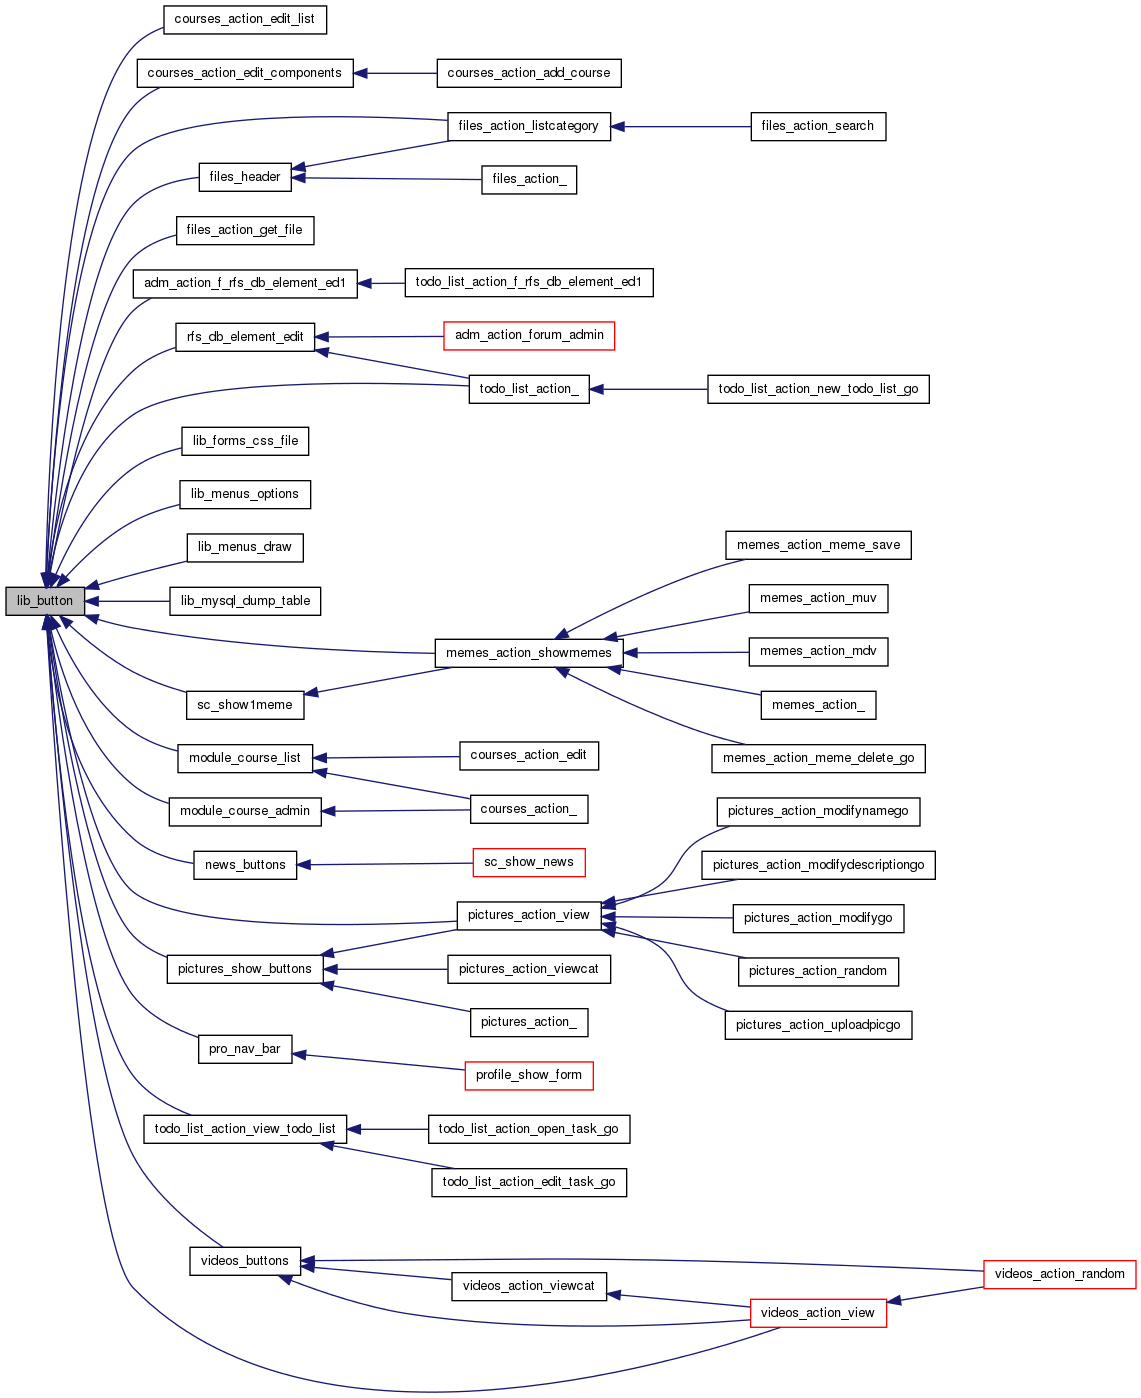 courses_action_edit_list
courses_action_edit_components
courses_action_add_course
files_action_listcategory
files_action_search
files_header
files_action_
files_action_get_file
adm_action_f_rfs_db_element_ed1
todo_list_action_f_rfs_db_element_ed1
rfs_db_element_edit
adm_action_forum_admin
todo_list_action_
todo_list_action_new_todo_list_go
lib_forms_css_file
lib_menus_options
lib_menus_draw
memes_action_meme_save
lib_button
lib_mysql_dump_table
memes_action_muv
memes_action_showmemes
memes_action_mdv
sc_show1meme
memes_action_
module_course_list
courses_action_edit
memes_action_meme_delete_go
module_course_admin
courses_action_
pictures_action_modifynamego
news_buttons
sc_show_news
pictures_action_modifydescriptiongo
pictures_action_view
pictures_action_modifygo
pictures_show_buttons
pictures_action_viewcat
pictures_action_random
pictures_action_
pictures_action_uploadpicgo
pro_nav_bar
profile_show_form
todo_list_action_view_todo_list
todo_list_action_open_task_go
todo_list_action_edit_task_go
videos_buttons
videos_action_random
videos_action_viewcat
videos_action_view